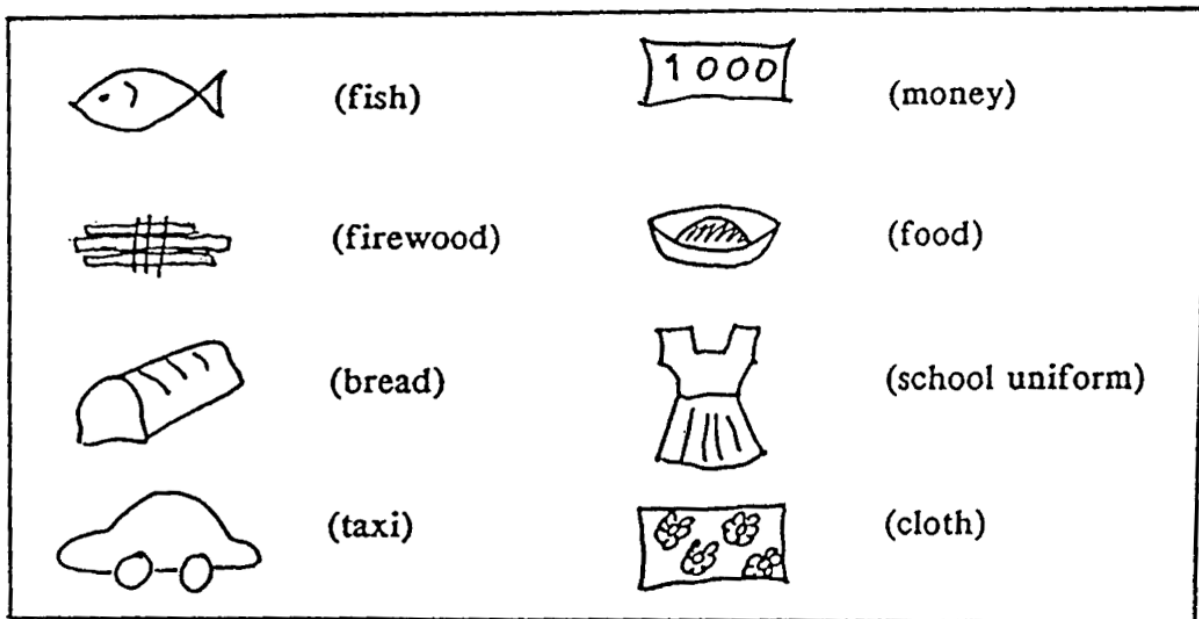 (fish)
1000
(money)
(firewood)
(food)
(bread)
(school uniform)
(taxi)
(cloth)